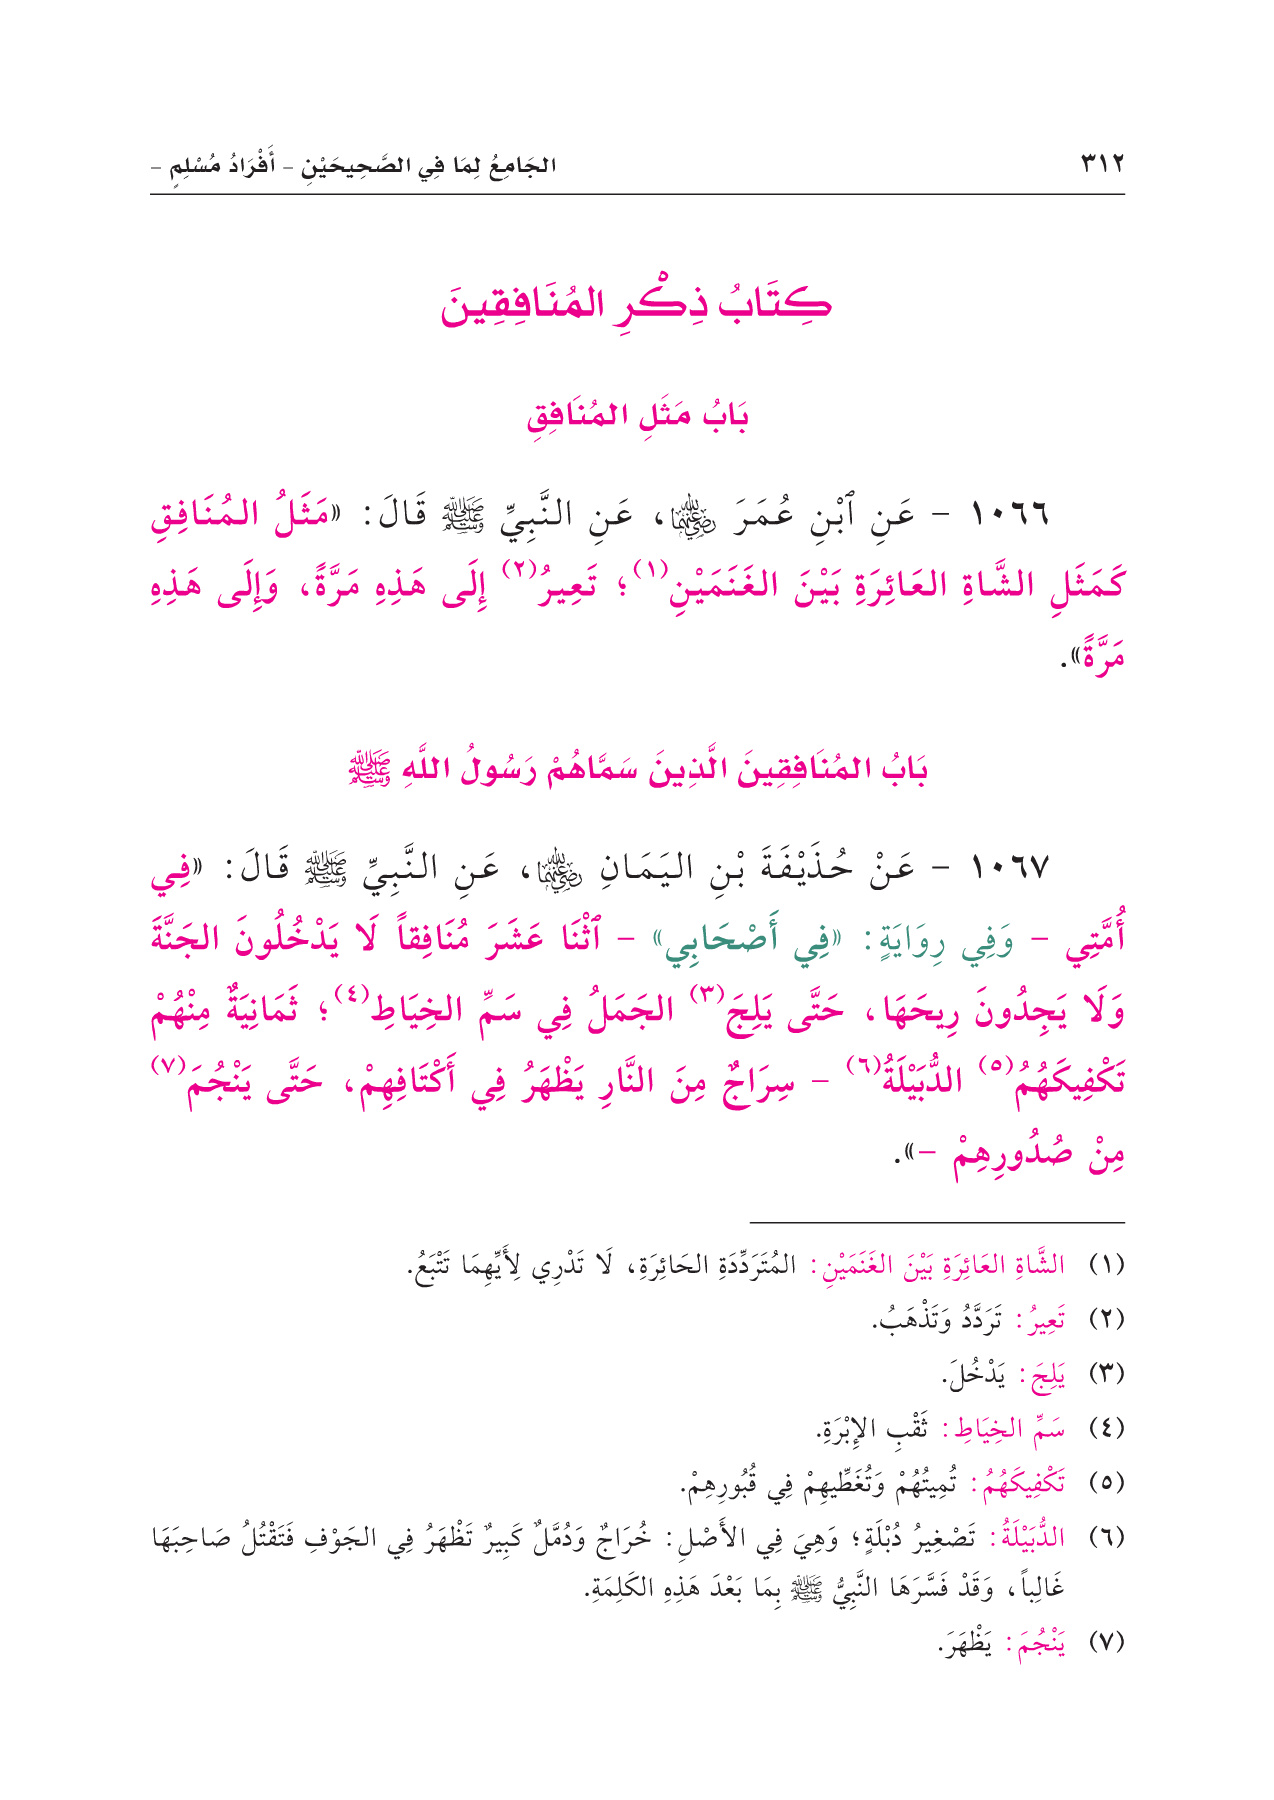 ٣١٢
الجَامِعُ لِمَا فِي الصَّحِيحَيْنِ – أَفْرَادُ مُسْلِمٍ –
كِتَابُ ذِكْرِ المُنَافِقِينَ
بَابُ مَثَلِ المُنَافِقِ
١٠٦٦ – عَنِ ٱبْنِ عُمَرَ رضي الله عنهما، عَنِ النَّبِيِّ ﷺ قَالَ: «مَثَلُ المُنَافِقِ
كَمَثَلِ الشَّاةِ العَائِرَةِ بَيْنَ الغَنَمَيْنِ(١)؛ تَعِيرُ(٢) إِلَى هَذِهِ مَرَّةً، وَإِلَى هَذِهِ
مَرَّةً».
بَابُ المُنَافِقِينَ الَّذِينَ سَمَّاهُمْ رَسُولُ اللَّهِ ﷺ
١٠٦٧ – عَنْ حُذَيْفَةَ بْنِ اليَمَانِ رضي الله عنهما، عَنِ النَّبِيِّ ﷺ قَالَ: «فِي
أُمَّتِي – وَفِي رِوَايَةٍ: «فِي أَصْحَابِي» – ٱثْنَا عَشَرَ مُنَافِقاً لَا يَدْخُلُونَ الجَنَّةَ
وَلَا يَجِدُونَ رِيحَهَا، حَتَّى يَلِجَ(٣) الجَمَلُ فِي سَمِّ الخِيَاطِ(٤)؛ ثَمَانِيَةٌ مِنْهُمْ
تَكْفِيكَهُمُ(٥) الدُّبَيْلَةُ(٦) – سِرَاجٌ مِنَ النَّارِ يَظْهَرُ فِي أَكْتَافِهِمْ، حَتَّى يَنْجُمَ(٧)
مِنْ صُدُورِهِمْ –».
(١) الشَّاةِ العَائِرَةِ بَيْنَ الغَنَمَيْنِ: المُتَرَدِّدَةِ الحَائِرَةِ، لَا تَدْرِي لِأَيِّهِمَا تَتْبَعُ.
(٢) تَعِيرُ: تَرَدَّدُ وَتَذْهَبُ.
(٣) يَلِجَ: يَدْخُلَ.
(٤) سَمِّ الخِيَاطِ: ثَقْبِ الإِبْرَةِ.
(٥) تَكْفِيكَهُمُ: تُمِيتُهُمْ وَتُغَطِّيهِمْ فِي قُبُورِهِمْ.
(٦) الدُّبَيْلَةُ: تَصْغِيرُ دُبْلَةٍ؛ وَهِيَ فِي الأَصْلِ: خُرَاجٌ وَدُمَّلٌ كَبِيرٌ تَظْهَرُ فِي الجَوْفِ فَتَقْتُلُ صَاحِبَهَا
غَالِباً، وَقَدْ فَسَّرَهَا النَّبِيُّ ﷺ بِمَا بَعْدَ هَذِهِ الكَلِمَةِ.
(٧) يَنْجُمَ: يَظْهَرَ.